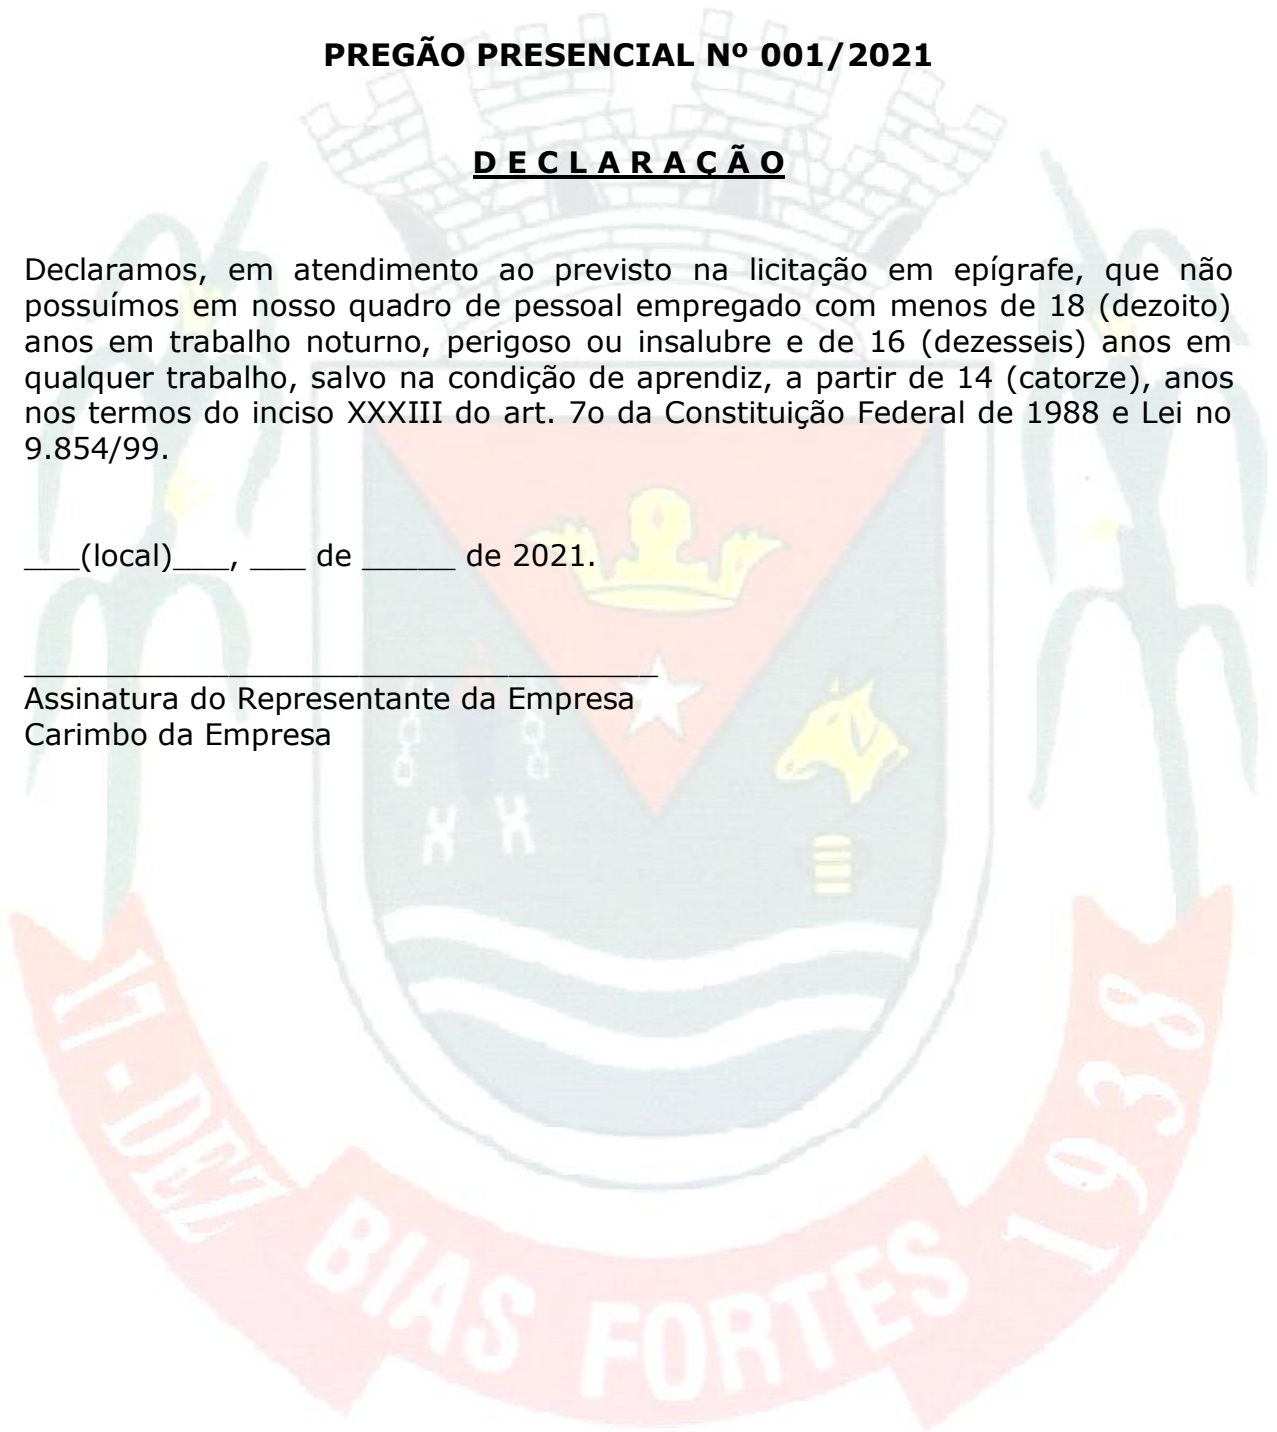 PREGÃO PRESENCIAL Nº 001/2021
D E C L A R A Ç Ã O
Declaramos, em atendimento ao previsto na licitação em epígrafe, que não
possuímos em nosso quadro de pessoal empregado com menos de 18 (dezoito)
anos em trabalho noturno, perigoso ou insalubre e de 16 (dezesseis) anos em
qualquer trabalho, salvo na condição de aprendiz, a partir de 14 (catorze), anos
nos termos do inciso XXXIII do art. 7o da Constituição Federal de 1988 e Lei no
9.854/99.
___(local)___, ___ de _____ de 2021.
__________________________________
Assinatura do Representante da Empresa
Carimbo da Empresa
17-DEZ
BIAS FORTES
1938